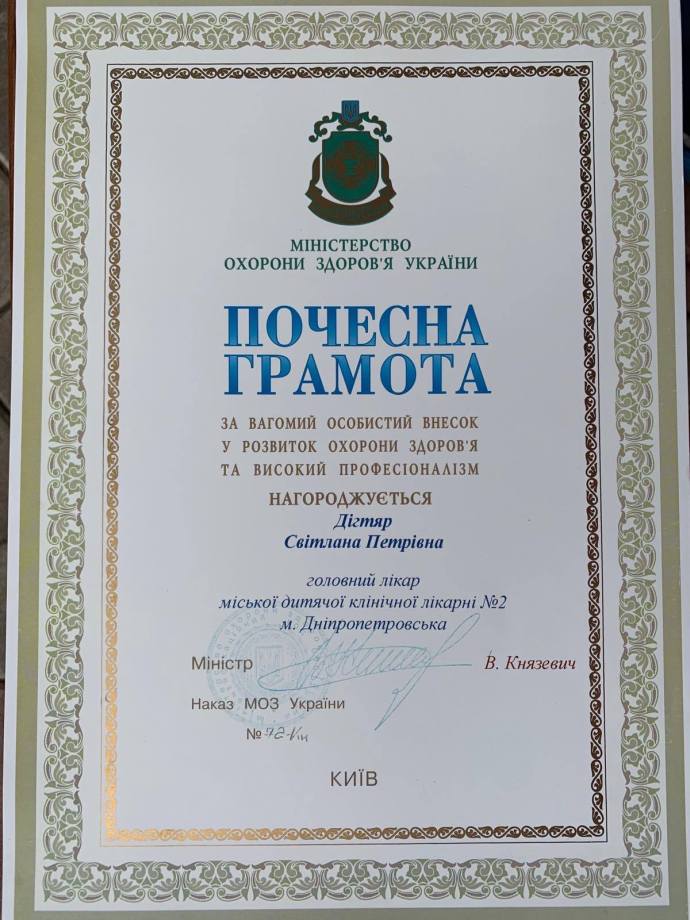 МІНІСТЕРСТВО
ОХОРОНИ ЗДОРОВ'Я УКРАЇНИ
ПОЧЕСНА
ГРАМОТА
ЗА ВАГОМИЙ ОСОБИСТИЙ ВНЕСОК
У РОЗВИТОК ОХОРОНИ ЗДОРОВ'Я
ТА ВИСОКИЙ ПРОФЕСІОНАЛІЗМ
НАГОРОДЖУЄТЬСЯ
Дігтяр
Світлана Петрівна
головний лікар
міської дитячої клінічної лікарні №2
м. Дніпропетровська
Міністр В. Князевич
Наказ МОЗ України
№
КИЇВ